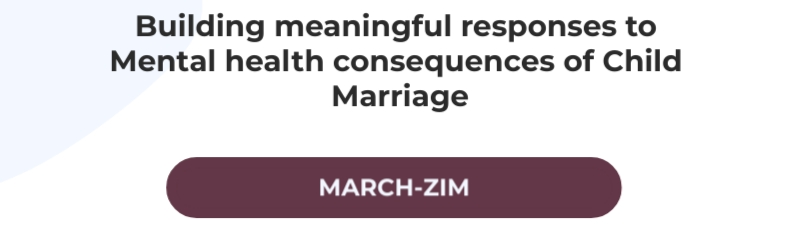 Building meaningful responses to
Mental health consequences of Child
Marriage
MARCH-ZIM